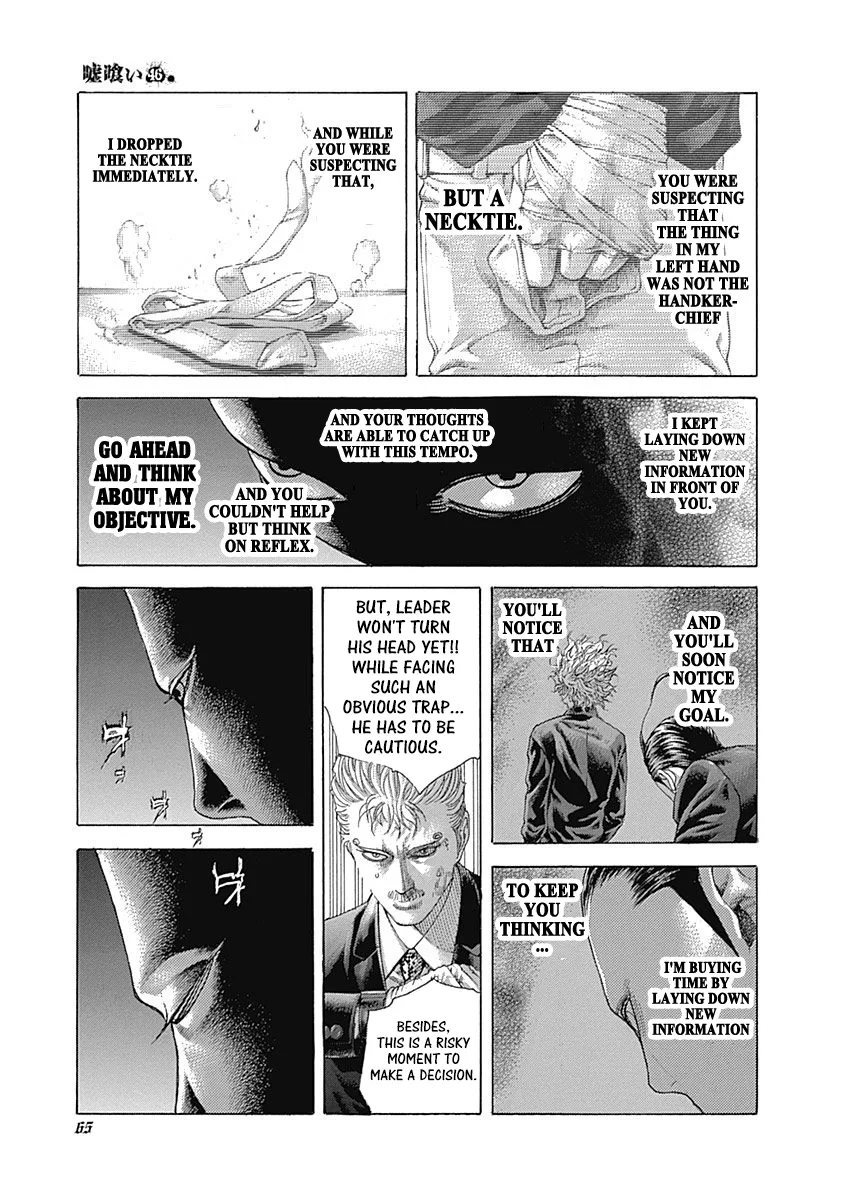 嘘喰い46.
YOU WERE
SUSPECTING
THAT
THE THING
IN MY
LEFT HAND
WAS NOT THE
HANDKER-
CHIEF
BUT A
NECKTIE.
AND WHILE
YOU WERE
SUSPECTING
THAT,
I DROPPED
THE NECKTIE
IMMEDIATELY.
I KEPT
LAYING DOWN
NEW
INFORMATION
IN FRONT OF
YOU.
AND YOUR THOUGHTS
ARE ABLE TO CATCH UP
WITH THIS TEMPO.
AND YOU
COULDN'T HELP
BUT THINK
ON REFLEX.
GO AHEAD
AND THINK
ABOUT MY
OBJECTIVE.
AND
YOU'LL
SOON
NOTICE
MY
GOAL.
YOU'LL
NOTICE
THAT
I'M BUYING
TIME BY
LAYING DOWN
NEW
INFORMATION
TO KEEP
YOU
THINKING
...
BUT, LEADER
WON'T TURN
HIS HEAD YET!!
WHILE FACING
SUCH AN
OBVIOUS TRAP...
HE HAS TO BE
CAUTIOUS.
BESIDES,
THIS IS A RISKY
MOMENT TO
MAKE A DECISION.
65